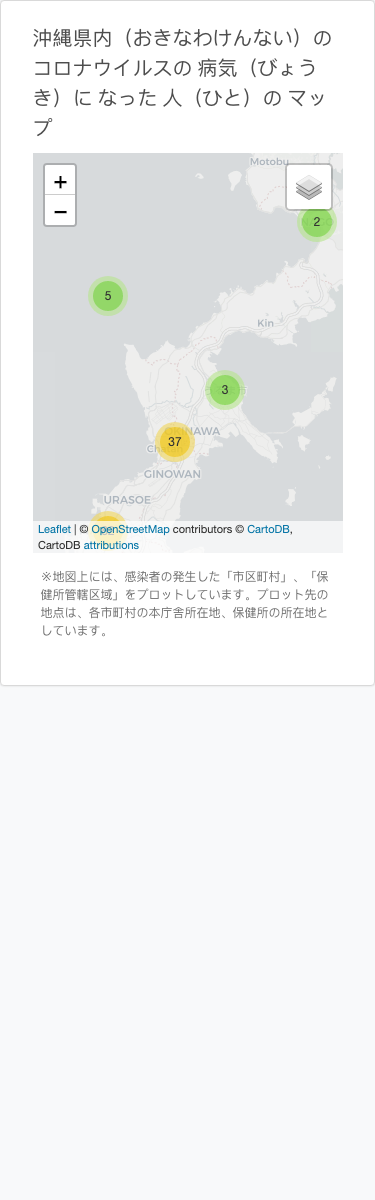 沖縄県内（おきなわけんない）の
コロナウイルスの 病気（びょう
き）に なった 人（ひと）の マッ
プ
Motobu
+
−
2
5
Kin
3
37
GINOWAN
URASOE
Leaflet | © OpenStreetMap contributors © CartoDB,
CartoDB attributions
※地図上には、感染者の発生した「市区町村」、「保
健所管轄区域」をプロットしています。プロット先の
地点は、各市町村の本庁舎所在地、保健所の所在地と
しています。